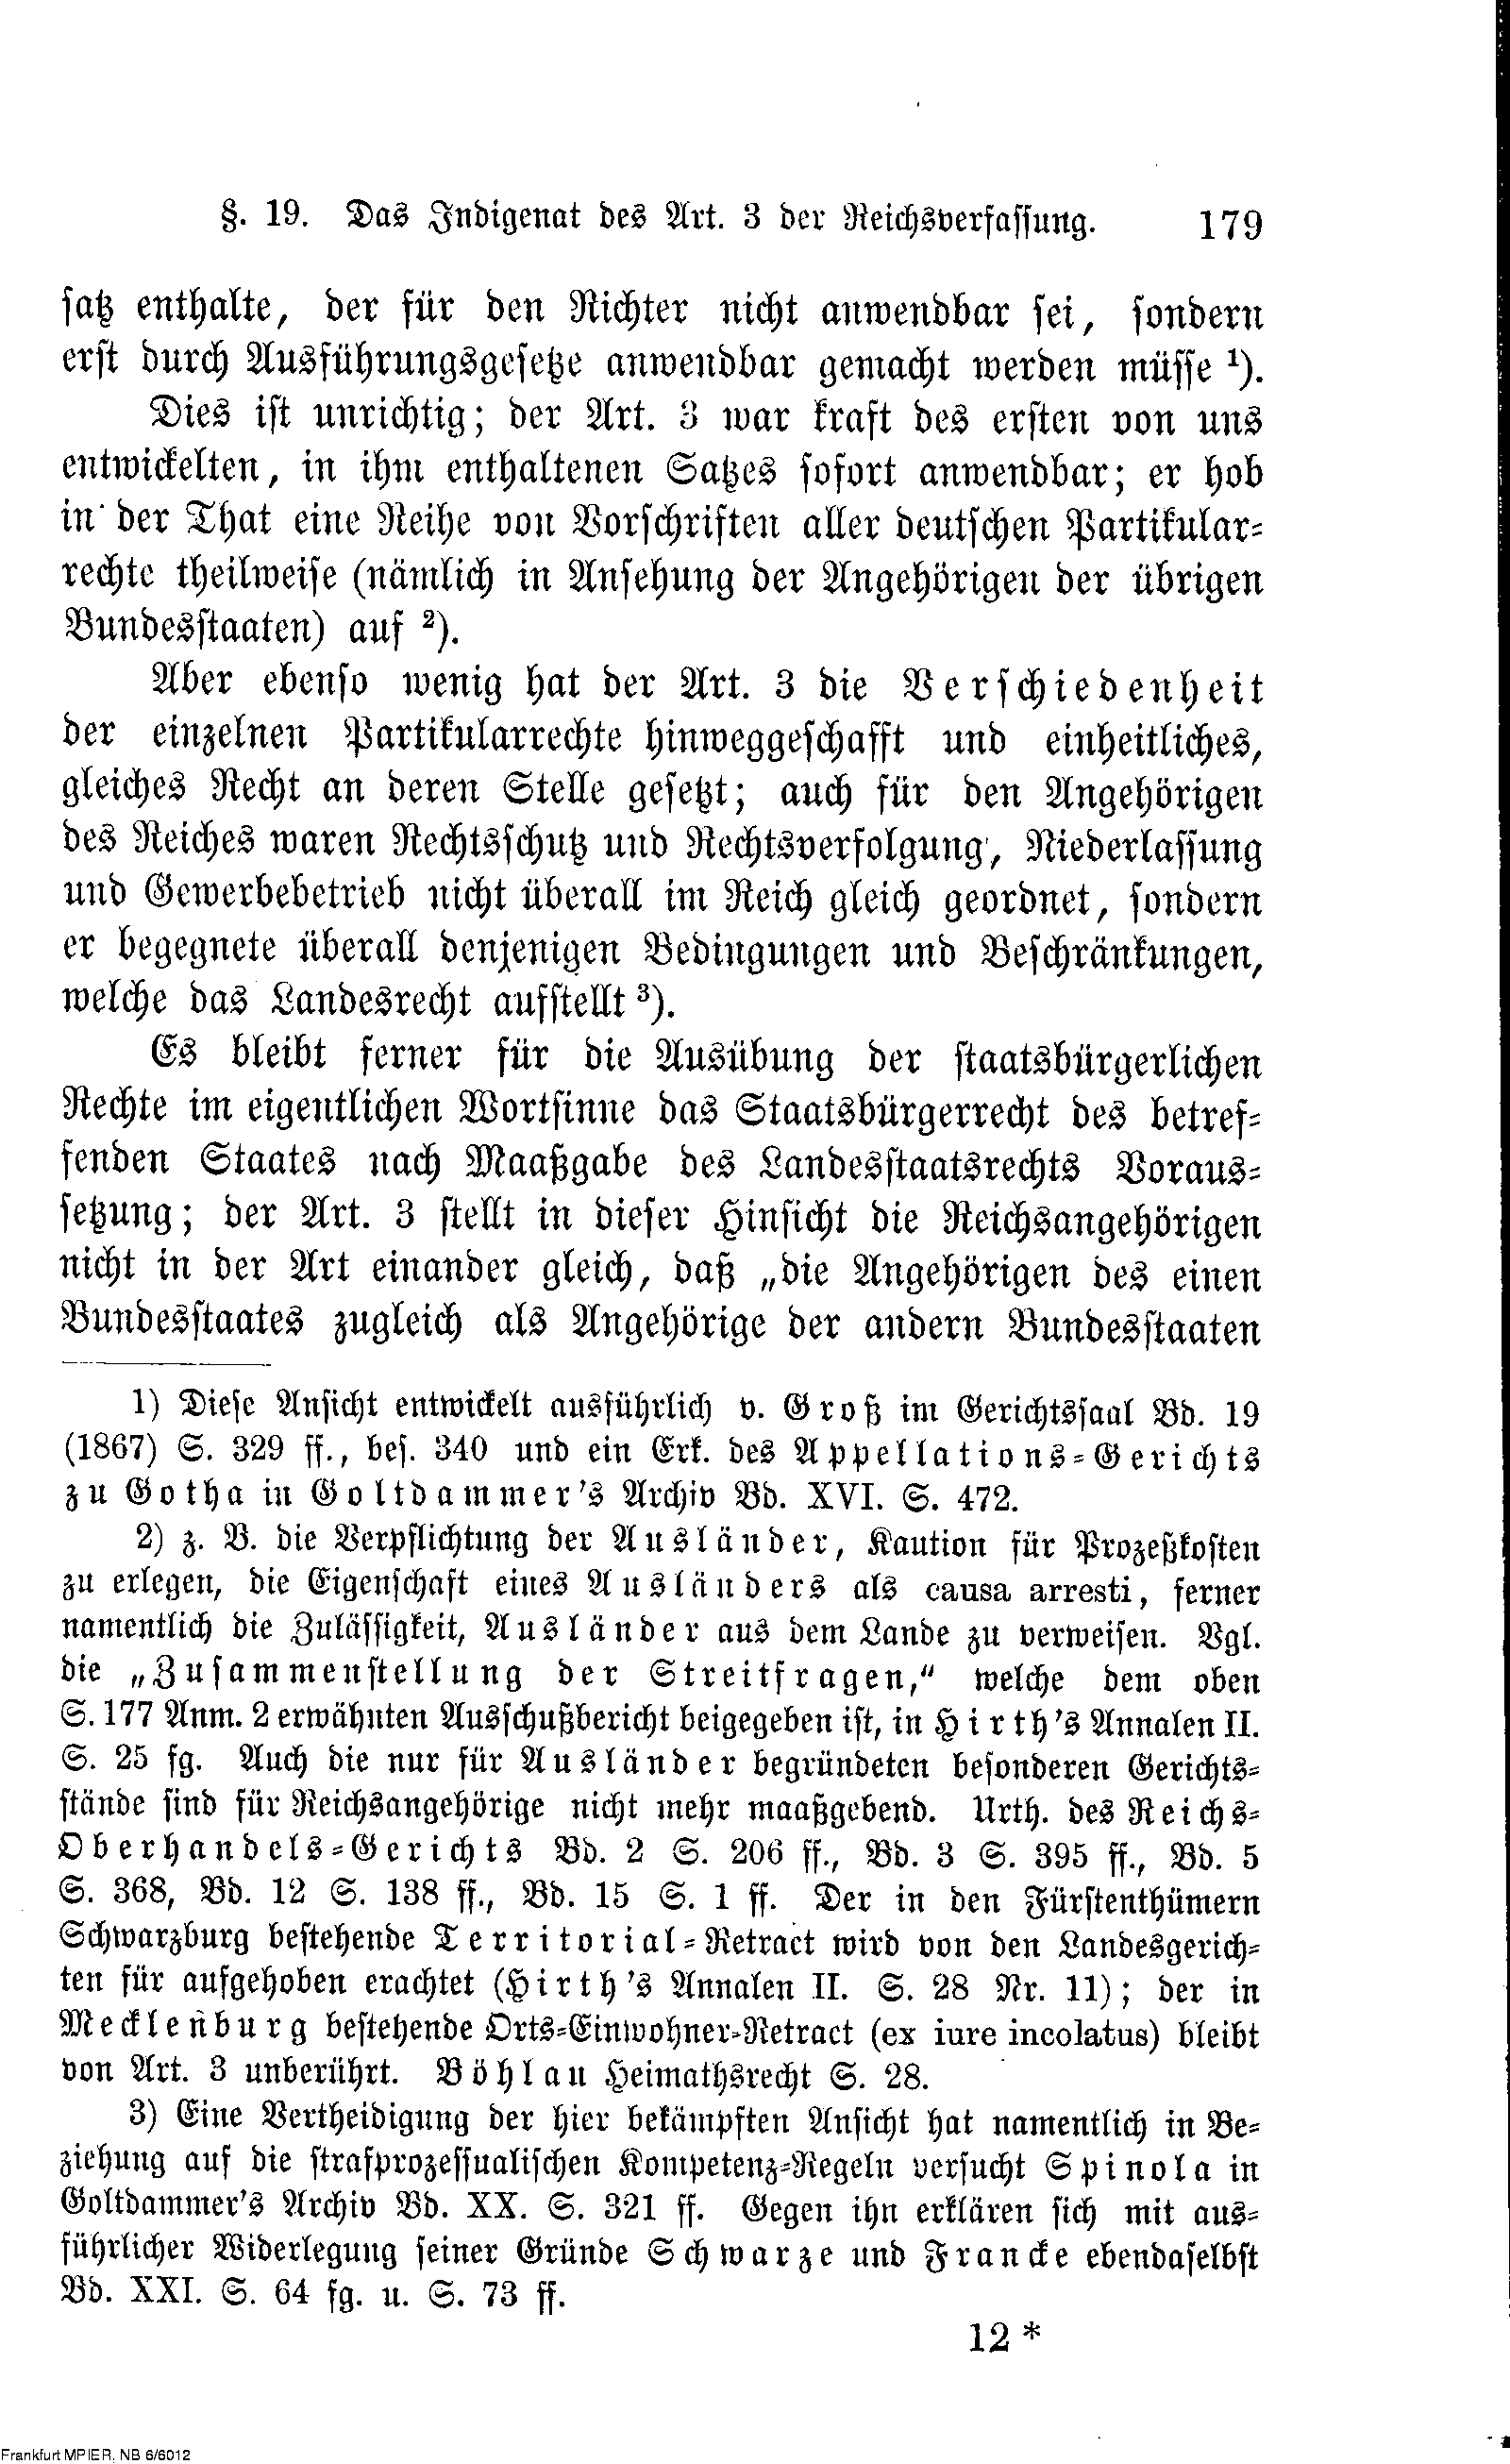 §. 19. Das Indigenat des Art. 3 der Reichsverfassung. 179
satz enthalte, der für den Richter nicht anwendbar sei, sondern
erst durch Ausführungsgesetze anwendbar gemacht werden müsse ¹).
Dies ist unrichtig; der Art. 3 war kraft des ersten von uns
entwickelten, in ihm enthaltenen Satzes sofort anwendbar; er hob
in der That eine Reihe von Vorschriften aller deutschen Partikular-
rechte theilweise (nämlich in Ansehung der Angehörigen der übrigen
Bundesstaaten) auf ²).
Aber ebenso wenig hat der Art. 3 die Verschiedenheit
der einzelnen Partikularrechte hinweggeschafft und einheitliches,
gleiches Recht an deren Stelle gesetzt; auch für den Angehörigen
des Reiches waren Rechtsschutz und Rechtsverfolgung, Niederlassung
und Gewerbebetrieb nicht überall im Reich gleich geordnet, sondern
er begegnete überall denjenigen Bedingungen und Beschränkungen,
welche das Landesrecht aufstellt ³).
Es bleibt ferner für die Ausübung der staatsbürgerlichen
Rechte im eigentlichen Wortsinne das Staatsbürgerrecht des betref-
fenden Staates nach Maaßgabe des Landesstaatsrechts Voraus-
setzung; der Art. 3 stellt in dieser Hinsicht die Reichsangehörigen
nicht in der Art einander gleich, daß „die Angehörigen des einen
Bundesstaates zugleich als Angehörige der andern Bundesstaaten
1) Diese Ansicht entwickelt ausführlich v. Groß im Gerichtssaal Bd. 19
(1867) S. 329 ff., bes. 340 und ein Erk. des Appellations-Gerichts
zu Gotha in Goltdammer's Archiv Bd. XVI. S. 472.
2) z. B. die Verpflichtung der Ausländer, Kaution für Prozeßkosten
zu erlegen, die Eigenschaft eines Ausländers als causa arresti, ferner
namentlich die Zulässigkeit, Ausländer aus dem Lande zu verweisen. Vgl.
die „Zusammenstellung der Streitfragen,“ welche dem oben
S. 177 Anm. 2 erwähnten Ausschußbericht beigegeben ist, in Hirth's Annalen II.
S. 25 fg. Auch die nur für Ausländer begründeten besonderen Gerichts-
stände sind für Reichsangehörige nicht mehr maaßgebend. Urth. des Reichs-
Oberhandels-Gerichts Bd. 2 S. 206 ff., Bd. 3 S. 395 ff., Bd. 5
S. 368, Bd. 12 S. 138 ff., Bd. 15 S. 1 ff. Der in den Fürstenthümern
Schwarzburg bestehende Territorial-Retract wird von den Landesgerich-
ten für aufgehoben erachtet (Hirth's Annalen II. S. 28 Nr. 11); der in
Mecklenburg bestehende Orts-Einwohner-Retract (ex iure incolatus) bleibt
von Art. 3 unberührt. Böhlau Heimathsrecht S. 28.
3) Eine Vertheidigung der hier bekämpften Ansicht hat namentlich in Be-
ziehung auf die strafprozessualischen Kompetenz-Regeln versucht Spinola in
Goltdammer's Archiv Bd. XX. S. 321 ff. Gegen ihn erklären sich mit aus-
führlicher Widerlegung seiner Gründe Schwarze und Francke ebendaselbst
Bd. XXI. S. 64 fg. u. S. 73 ff.
12 *
Frankfurt MPIER, NB 6/6012